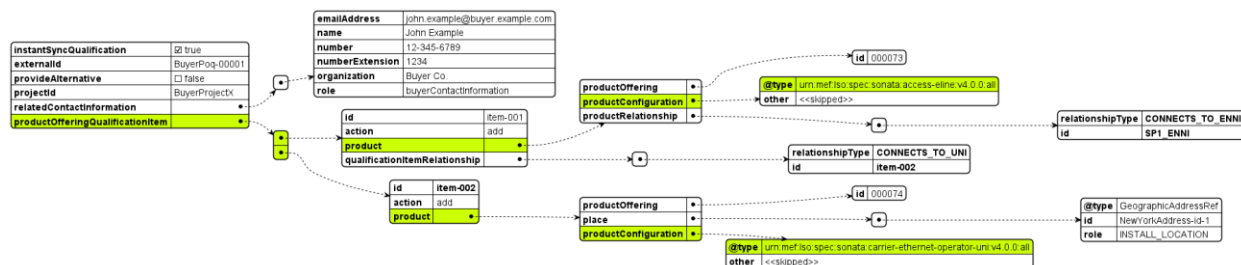 instantSyncQualification ☑ true
externalId BuyerPoq-00001
provideAlternative ☐ false
projectId BuyerProjectX
relatedContactInformation
productOfferingQualificationItem
emailAddress john.example@buyer.example.com
name John Example
number 12-345-6789
numberExtension 1234
organization Buyer Co.
role buyerContactInformation
id item-001
action add
product
qualificationItemRelationship
id item-002
action add
product
productOffering
productConfiguration
productRelationship
id 000073
@type urn:mef:lso:spec:sonata:access-eline:v4.0.0:all
other <<skipped>>
relationshipType CONNECTS_TO_ENNI
id SP1_ENNI
relationshipType CONNECTS_TO_UNI
id item-002
productOffering
place
productConfiguration
id 000074
@type GeographicAddressRef
id NewYorkAddress-id-1
role INSTALL_LOCATION
@type urn:mef:lso:spec:sonata:carrier-ethernet-operator-uni:v4.0.0:all
other <<skipped>>